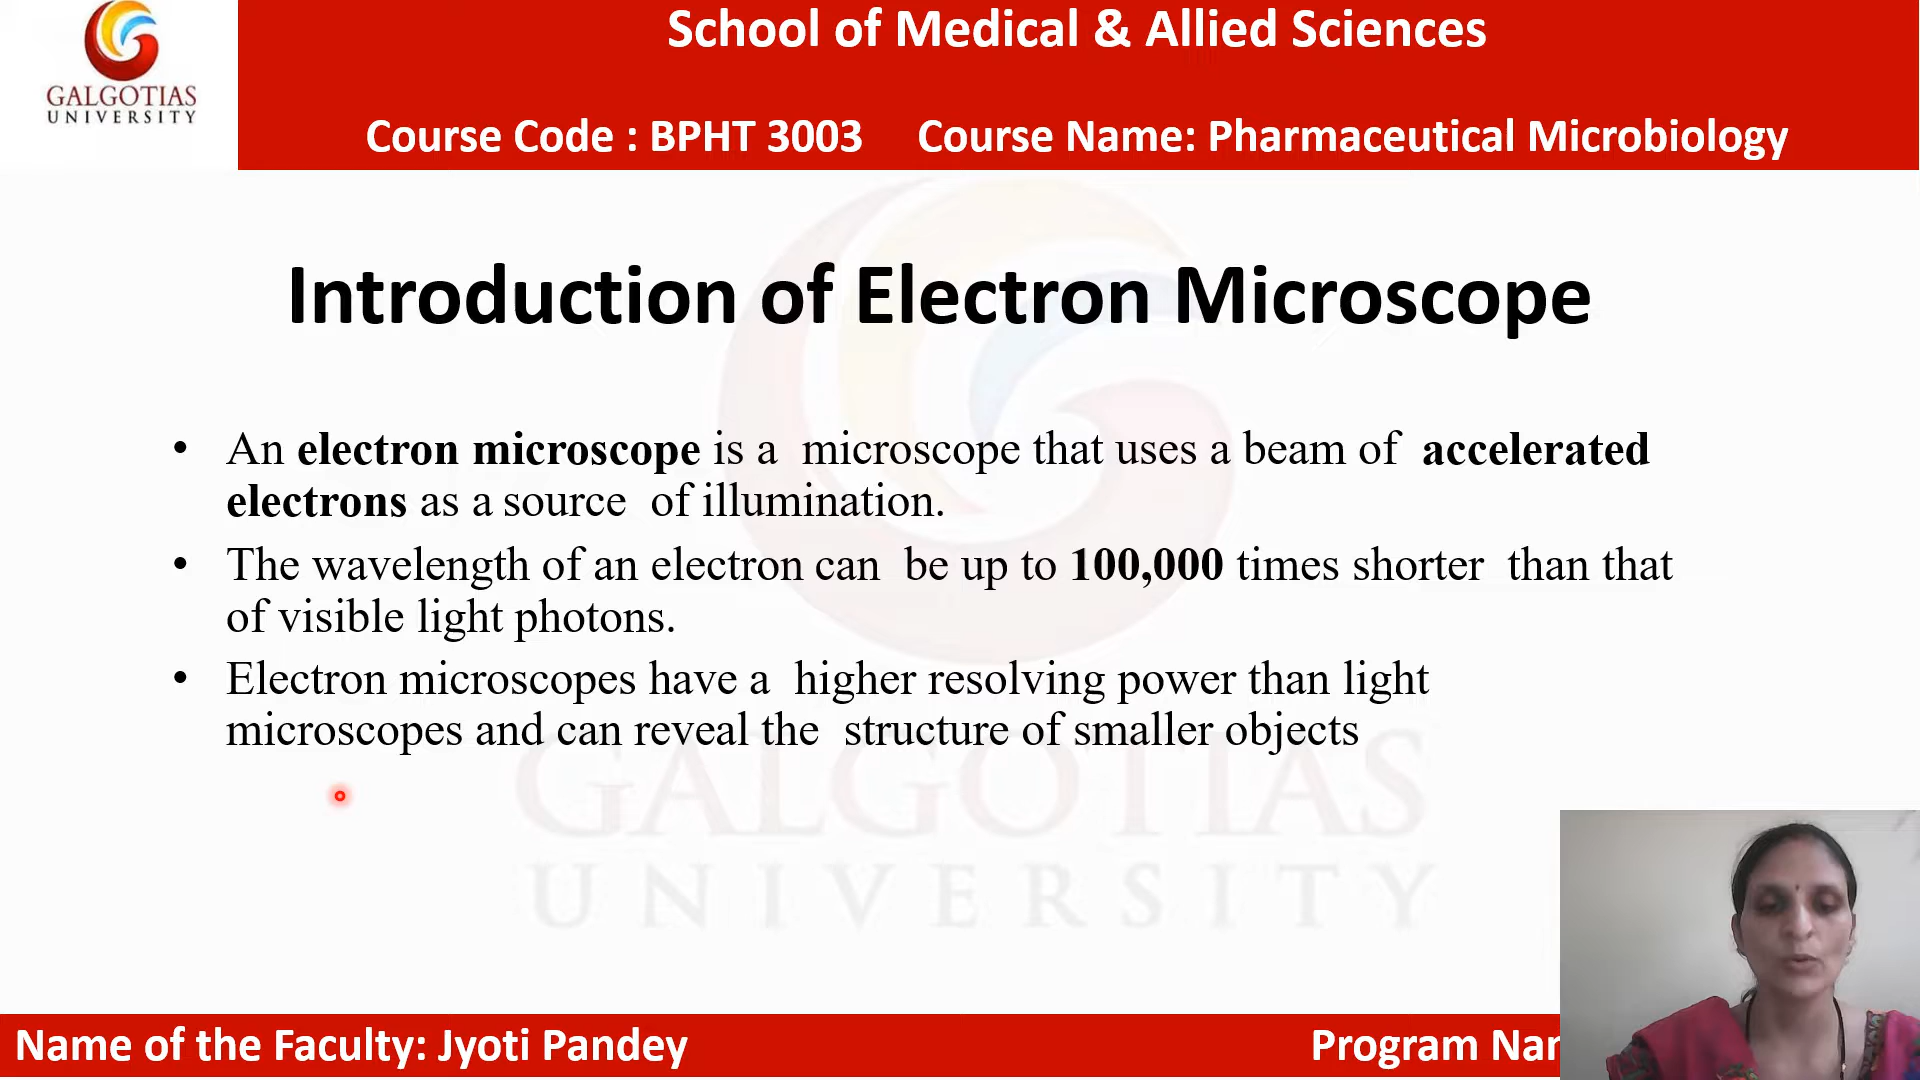 GALGOTIAS
UNIVERSITY
School of Medical & Allied Sciences
Course Code : BPHT 3003 Course Name: Pharmaceutical Microbiology
Introduction of Electron Microscope
• An electron microscope is a microscope that uses a beam of accelerated
electrons as a source of illumination.
• The wavelength of an electron can be up to 100,000 times shorter than that
of visible light photons.
• Electron microscopes have a higher resolving power than light
microscopes and can reveal the structure of smaller objects
GALGOTIAS
UNIVERSITY
Name of the Faculty: Jyoti Pandey
Program